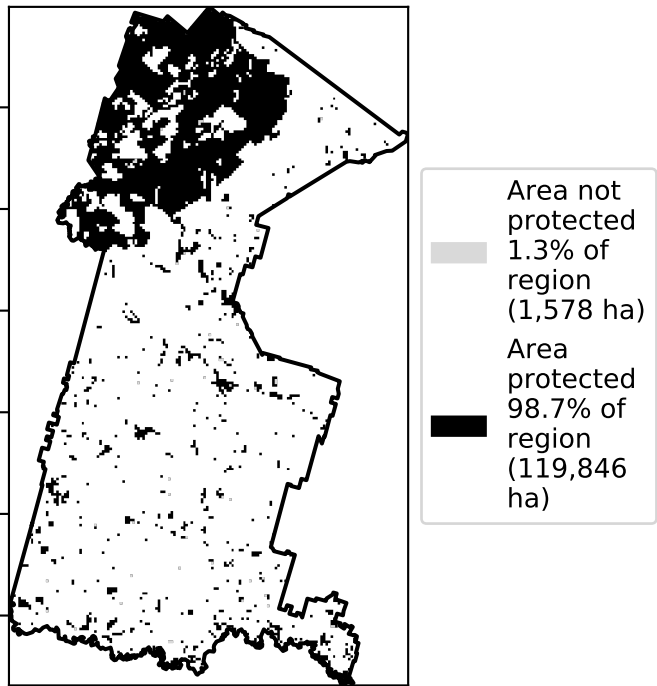 Area not
protected
1.3% of
region
(1,578 ha)
Area
protected
98.7% of
region
(119,846
ha)